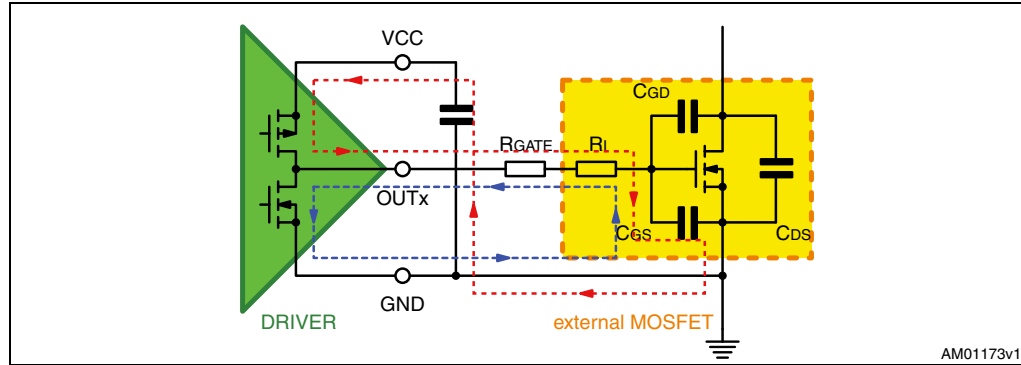 VCC
CGD
RGATE
RI
OUTx
CGS
CDS
GND
DRIVER
external MOSFET
AM01173v1